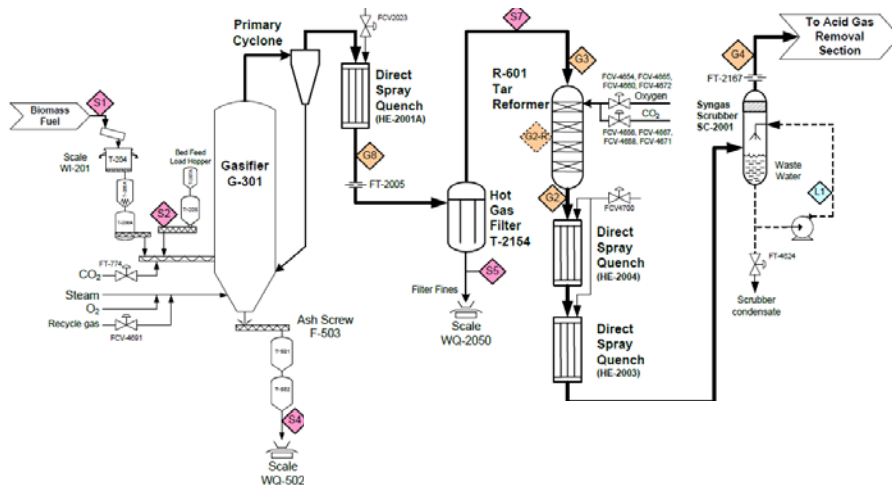 Biomass
Fuel
S1
Scale
WI-201
T-204
Bed Feed
Load Hopper
S2
FT-774
CO2
Steam
O2
Recycle gas
FCV-4691
Gasifier
G-301
Primary
Cyclone
FCV2023
Direct
Spray
Quench
(HE-2001A)
G8
FT-2005
Ash Screw
F-503
S4
Scale
WQ-502
S7
Hot
Gas
Filter
T-2154
S5
Filter Fines
Scale
WQ-2050
G3
R-601
Tar
Reformer
G2-R
FCV-4664, FCV-4665,
FCV-4660, FCV-4672
Oxygen
CO2
FCV-4666, FCV-4667,
FCV-4668, FCV-4671
G2
FCV4700
Direct
Spray
Quench
(HE-2004)
Direct
Spray
Quench
(HE-2003)
G4
FT-2167
To Acid Gas
Removal
Section
Syngas
Scrubber
SC-2001
Waste
Water
L1
FT-4624
Scrubber
condensate